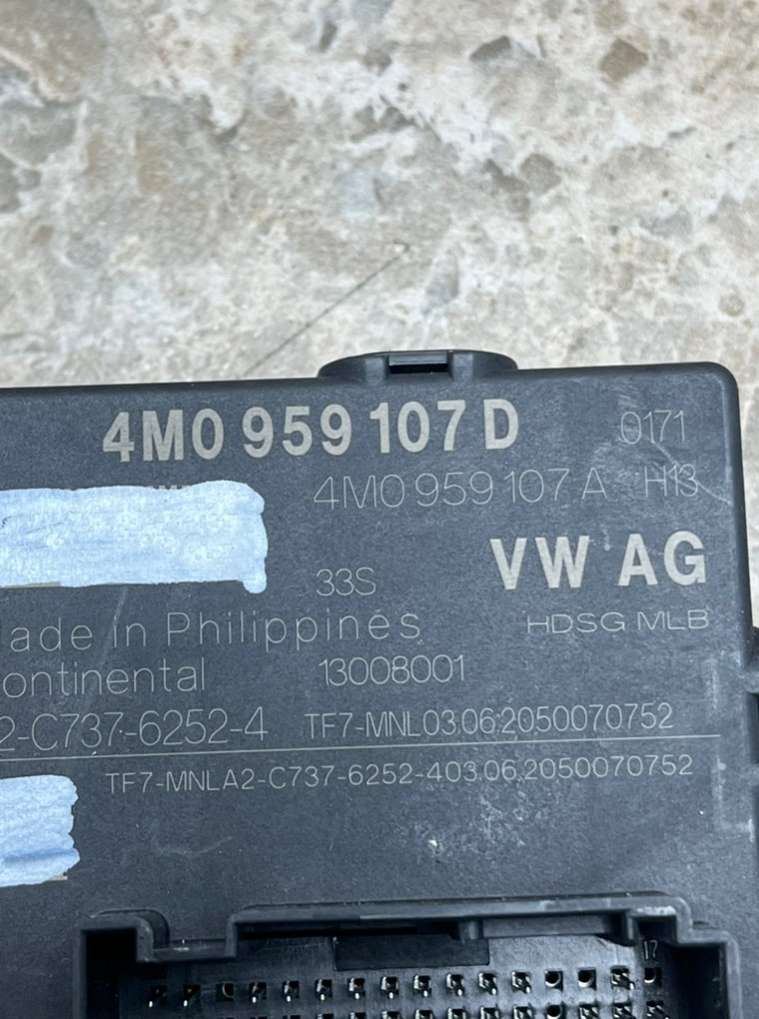 4M0 959 107 D 0171
4M0 959 107 A H13
VW AG
33S
ade in Philippines HDSG MLB
ontinental 13008001
2-C737-6252-4 TF7-MNL03.06.2050070752
TF7-MNLA2-C737-6252-403.06.2050070752
17